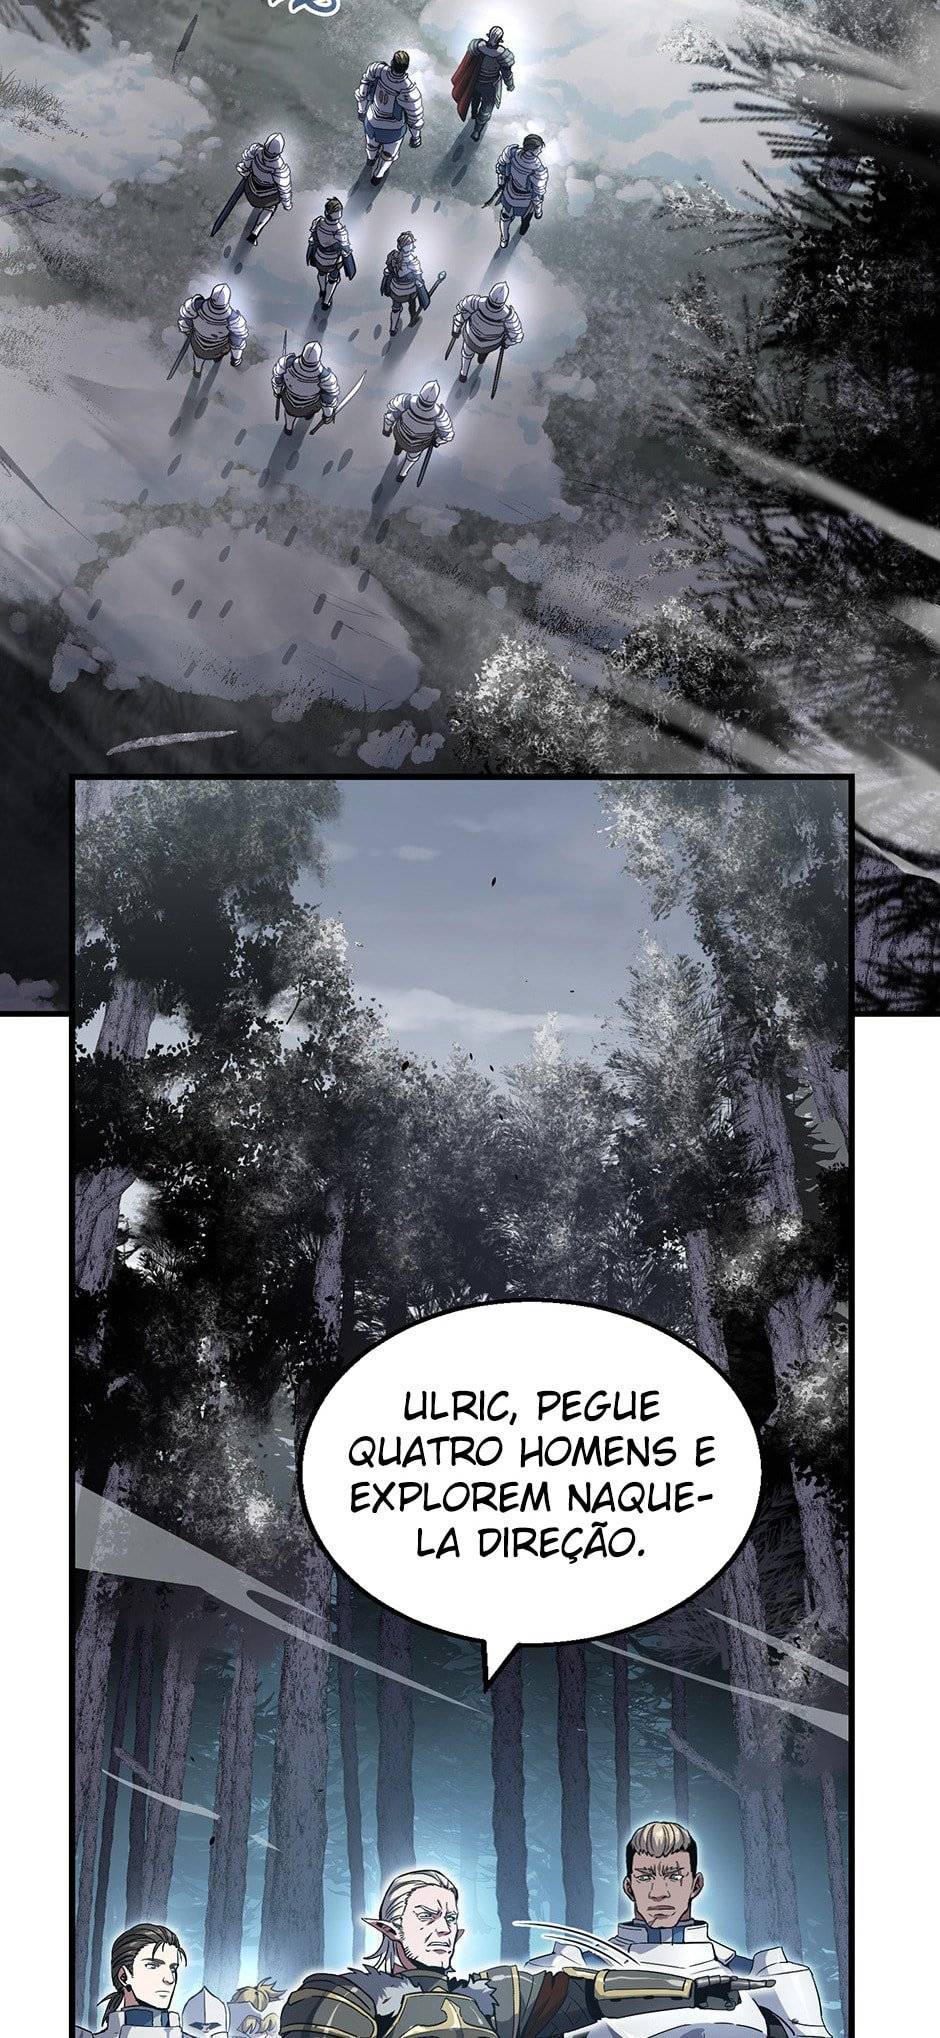 ULRIC, PEGUE
QUATRO HOMENS E
EXPLOREM NAQUE-
LA DIREÇÃO.